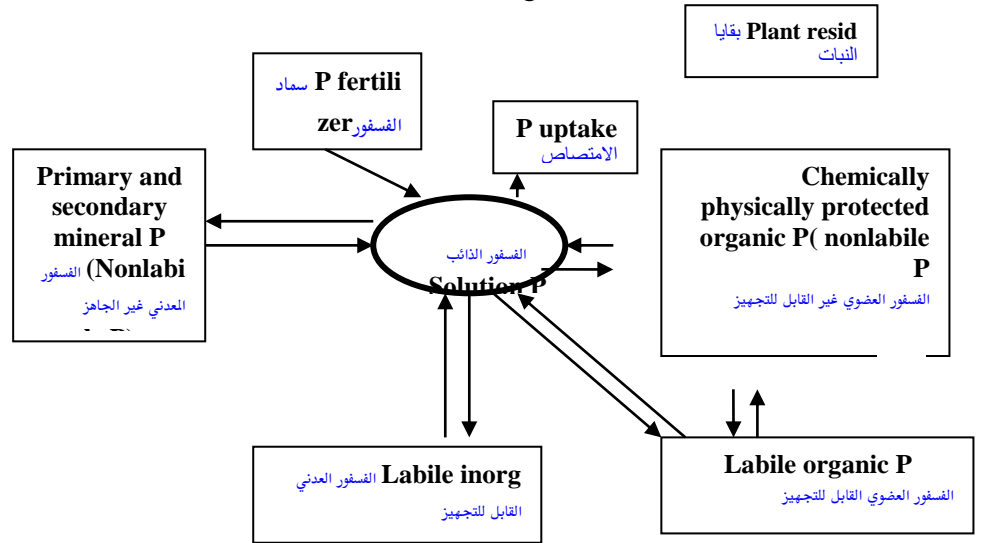 Plant resid بقايا
النبات
P fertili سماد
zer الفسفور
P uptake
الامتصاص
Primary and
secondary
mineral P
(Nonlabi الفسفور
المعدني غير الجاهز
الفسفور الذائب
Solution P
Chemically
physically protected
organic P( nonlabile
P
الفسفور العضوي غير القابل للتجهيز
Labile inorg الفسفور العدني
القابل للتجهيز
Labile organic P
الفسفور العضوي القابل للتجهيز